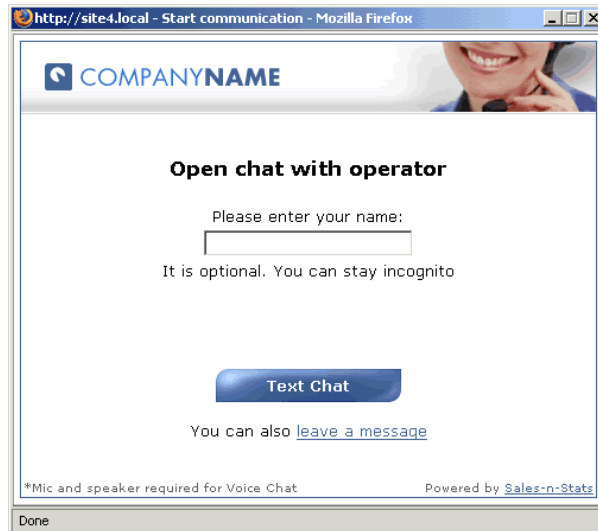 http://site4.local - Start communication - Mozilla Firefox
COMPANYNAME
Open chat with operator
Please enter your name:
It is optional. You can stay incognito
Text Chat
You can also leave a message
*Mic and speaker required for Voice Chat Powered by Sales-n-Stats
Done